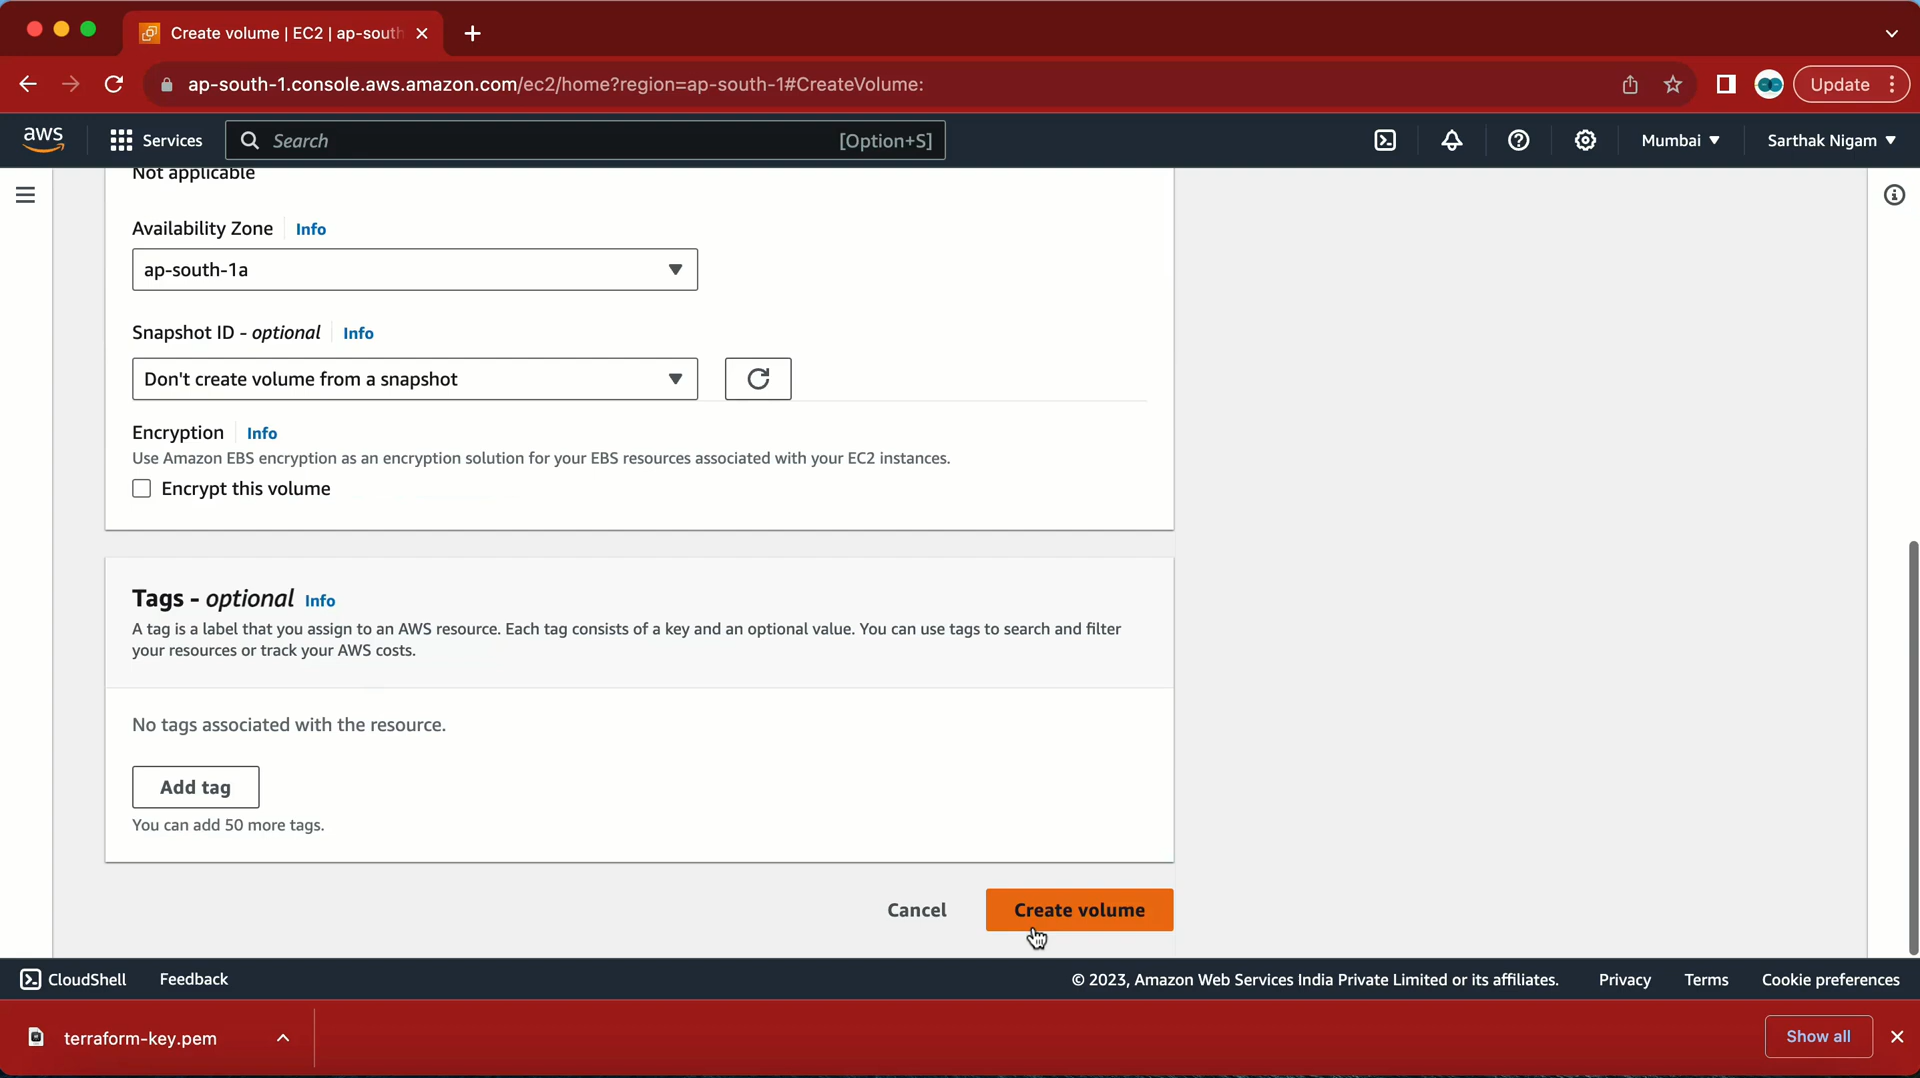 Create volume | EC2 | ap-south
ap-south-1.console.aws.amazon.com/ec2/home?region=ap-south-1#CreateVolume:
Update
aws
Services
Search
[Option+S]
Mumbai
Sarthak Nigam
Not applicable
Availability Zone
Info
ap-south-1a
Snapshot ID - optional
Info
Don't create volume from a snapshot
Encryption
Info
Use Amazon EBS encryption as an encryption solution for your EBS resources associated with your EC2 instances.
Encrypt this volume
Tags - optional Info
A tag is a label that you assign to an AWS resource. Each tag consists of a key and an optional value. You can use tags to search and filter
your resources or track your AWS costs.
No tags associated with the resource.
Add tag
You can add 50 more tags.
Cancel
Create volume
CloudShell
Feedback
© 2023, Amazon Web Services India Private Limited or its affiliates.
Privacy
Terms
Cookie preferences
terraform-key.pem
Show all